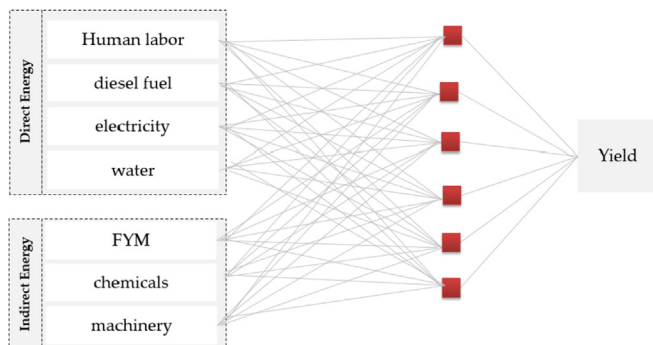 Direct Energy
Human labor
diesel fuel
electricity
water
Indirect Energy
FYM
chemicals
machinery
Yield